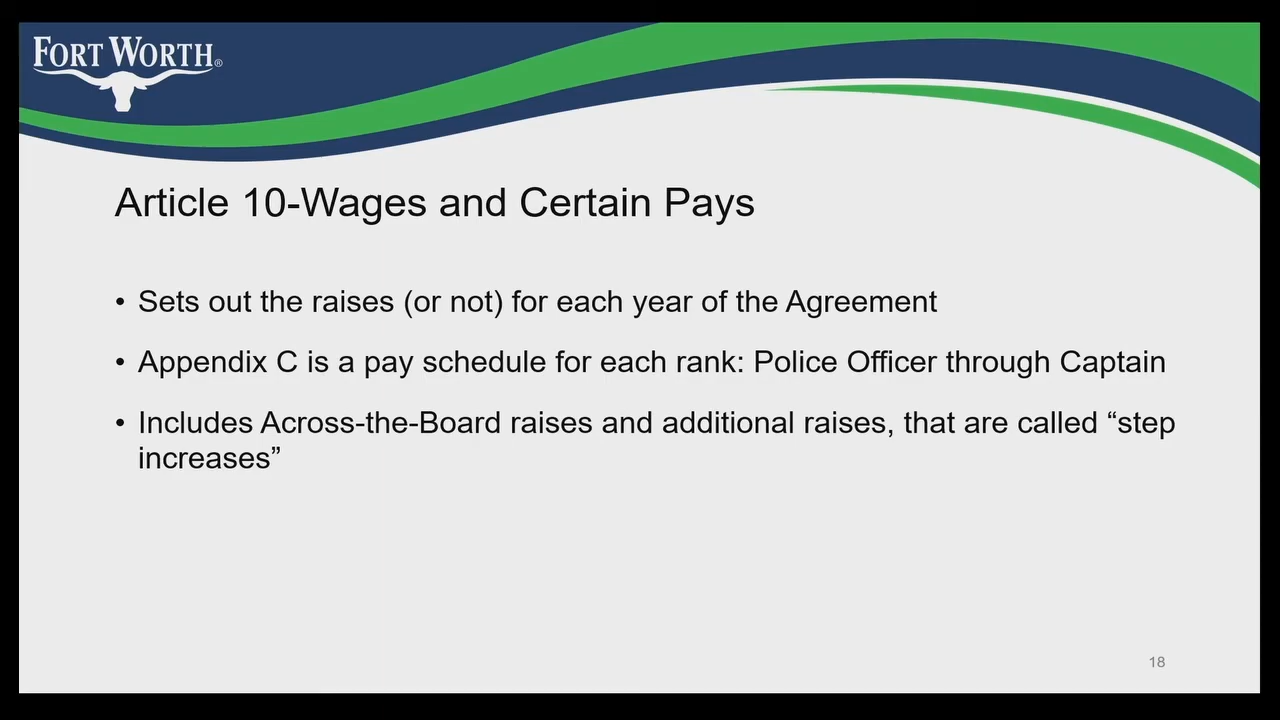 FORT WORTH®
Article 10-Wages and Certain Pays
• Sets out the raises (or not) for each year of the Agreement
• Appendix C is a pay schedule for each rank: Police Officer through Captain
• Includes Across-the-Board raises and additional raises, that are called “step
increases”
18